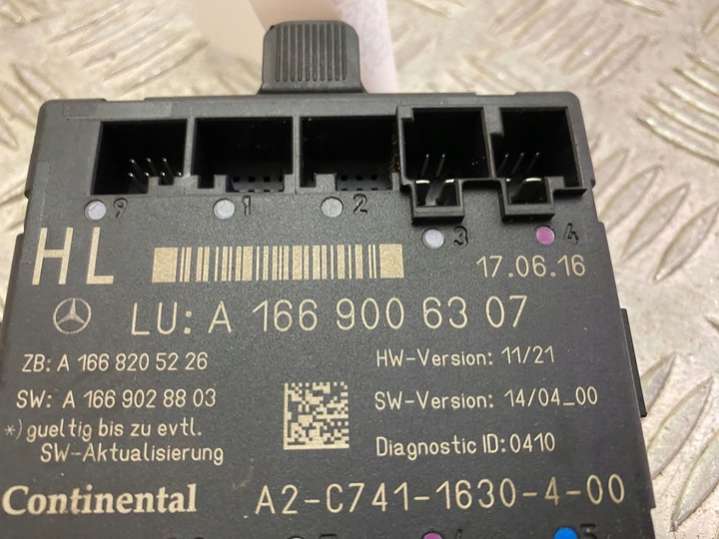 9 1 2 3 4
HL
17.06.16
LU: A 166 900 63 07
ZB: A 166 820 52 26
HW-Version: 11/21
SW: A 166 902 88 03
SW-Version: 14/04_00
*) gueltig bis zu evtl.
SW-Aktualisierung
Diagnostic ID: 0410
Continental A2-C741-1630-4-00